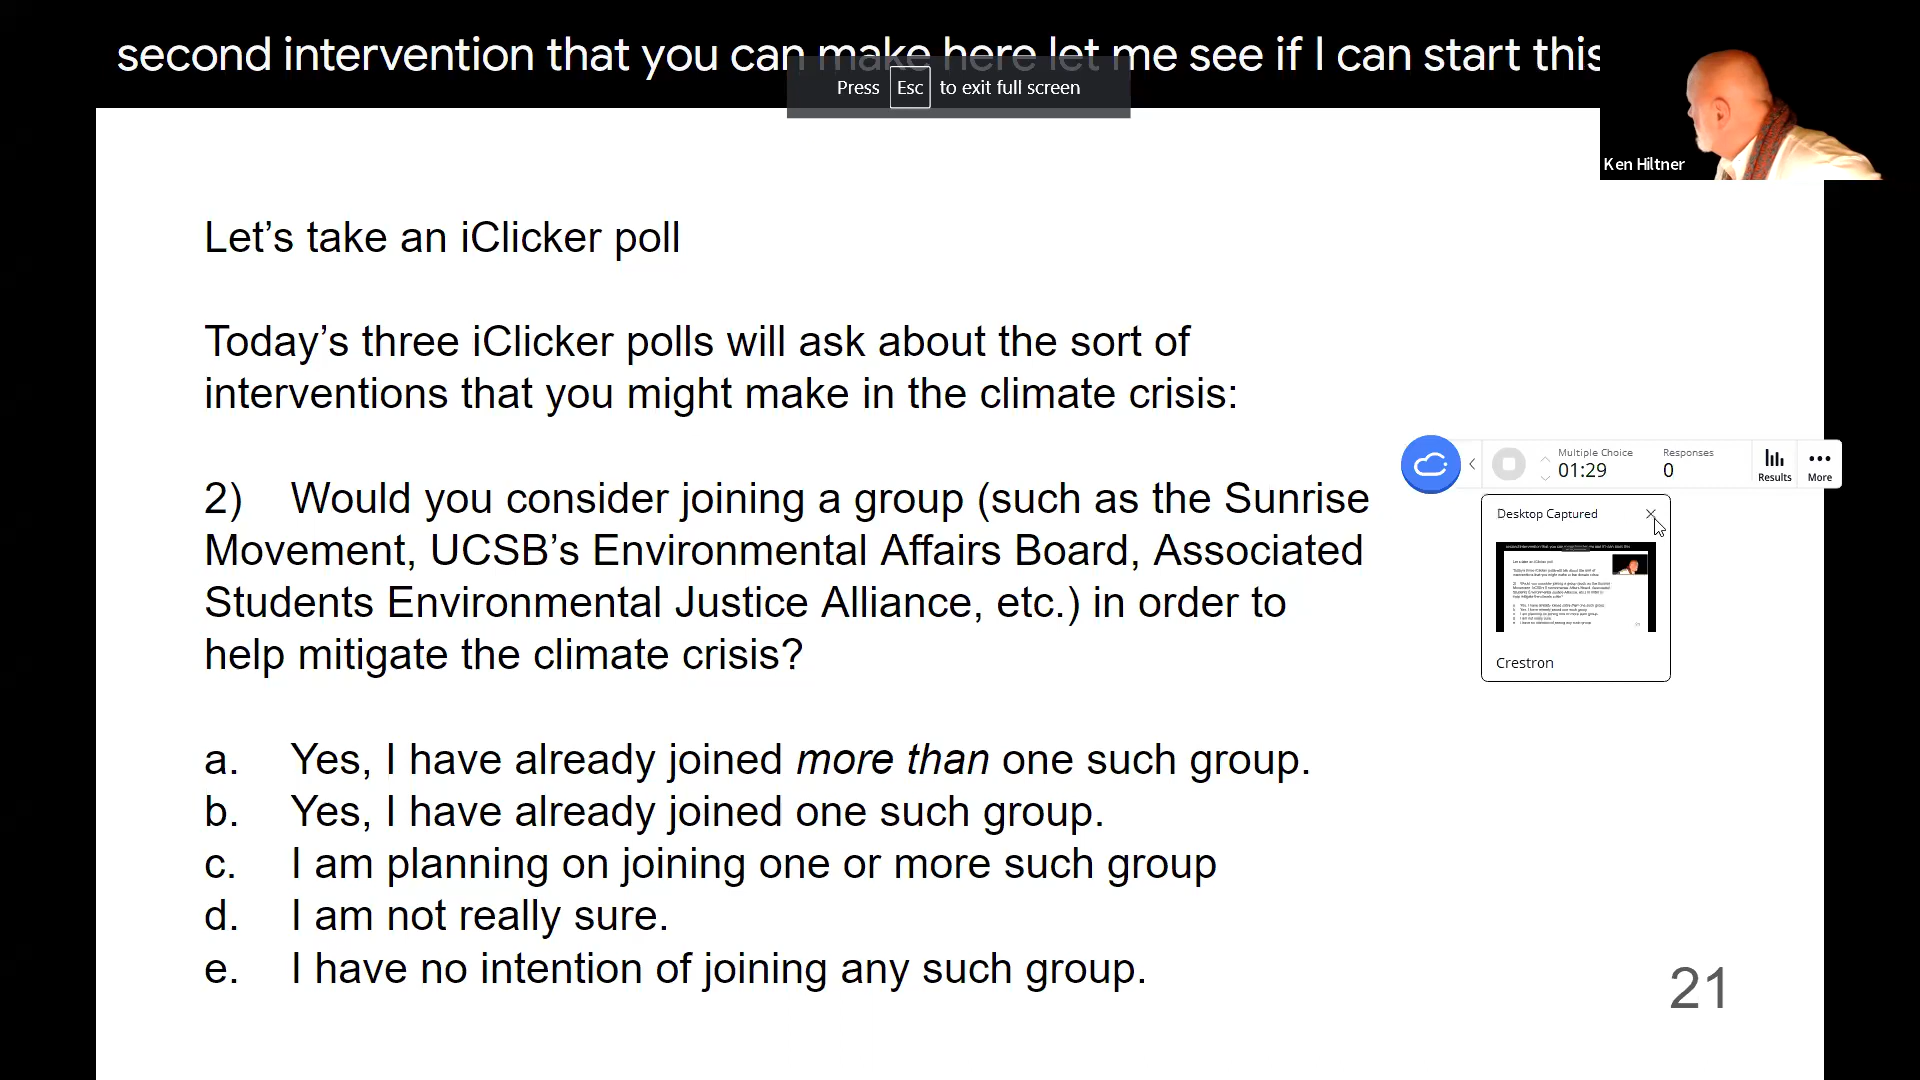 second intervention that you can make here let me see if I can start this
Press Esc to exit full screen
Ken Hiltner
Let’s take an iClicker poll
Today’s three iClicker polls will ask about the sort of
interventions that you might make in the climate crisis:
2) Would you consider joining a group (such as the Sunrise
Movement, UCSB’s Environmental Affairs Board, Associated
Students Environmental Justice Alliance, etc.) in order to
help mitigate the climate crisis?
a. Yes, I have already joined more than one such group.
b. Yes, I have already joined one such group.
c. I am planning on joining one or more such group
d. I am not really sure.
e. I have no intention of joining any such group.
Multiple Choice
01:29
Responses
0
Results
More
Desktop Captured
Crestron
21